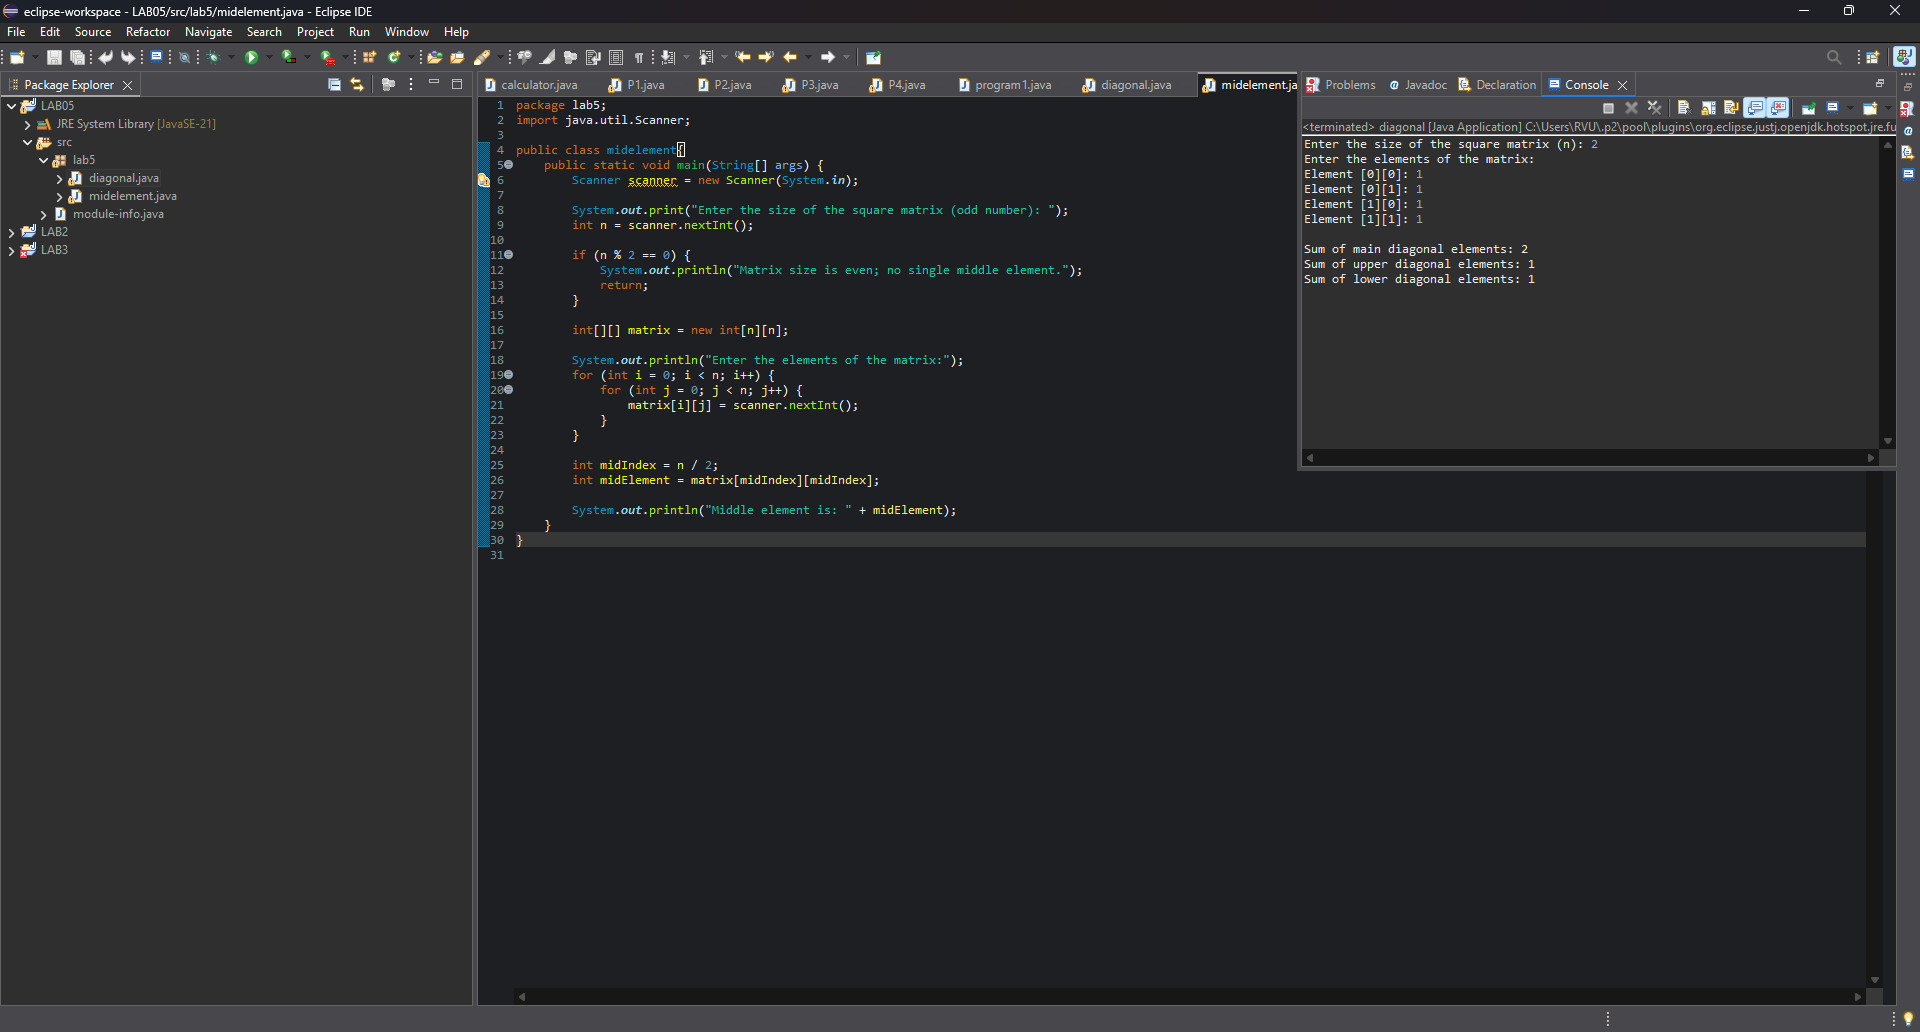 eclipse-workspace - LAB05/src/lab5/midelement.java - Eclipse IDE
File Edit Source Refactor Navigate Search Project Run Window Help
Package Explorer
LAB05
JRE System Library [JavaSE-21]
src
lab5
diagonal.java
midelement.java
module-info.java
LAB2
LAB3
calculator.java P1.java P2.java P3.java P4.java program1.java diagonal.java midelement.ja
1 package lab5;
2 import java.util.Scanner;
3
4 public class midelement{
5 public static void main(String[] args) {
6 Scanner scanner = new Scanner(System.in);
7
8 System.out.print("Enter the size of the square matrix (odd number): ");
9 int n = scanner.nextInt();
10
11 if (n % 2 == 0) {
12 System.out.println("Matrix size is even; no single middle element.");
13 return;
14 }
15
16 int[][] matrix = new int[n][n];
17
18 System.out.println("Enter the elements of the matrix:");
19 for (int i = 0; i < n; i++) {
20 for (int j = 0; j < n; j++) {
21 matrix[i][j] = scanner.nextInt();
22 }
23 }
24
25 int midIndex = n / 2;
26 int midElement = matrix[midIndex][midIndex];
27
28 System.out.println("Middle element is: " + midElement);
29 }
30 }
31
Problems Javadoc Declaration Console
<terminated> diagonal [Java Application] C:\Users\RVU\.p2\pool\plugins\org.eclipse.justj.openjdk.hotspot.jre.fu
Enter the size of the square matrix (n): 2
Enter the elements of the matrix:
Element [0][0]: 1
Element [0][1]: 1
Element [1][0]: 1
Element [1][1]: 1
Sum of main diagonal elements: 2
Sum of upper diagonal elements: 1
Sum of lower diagonal elements: 1